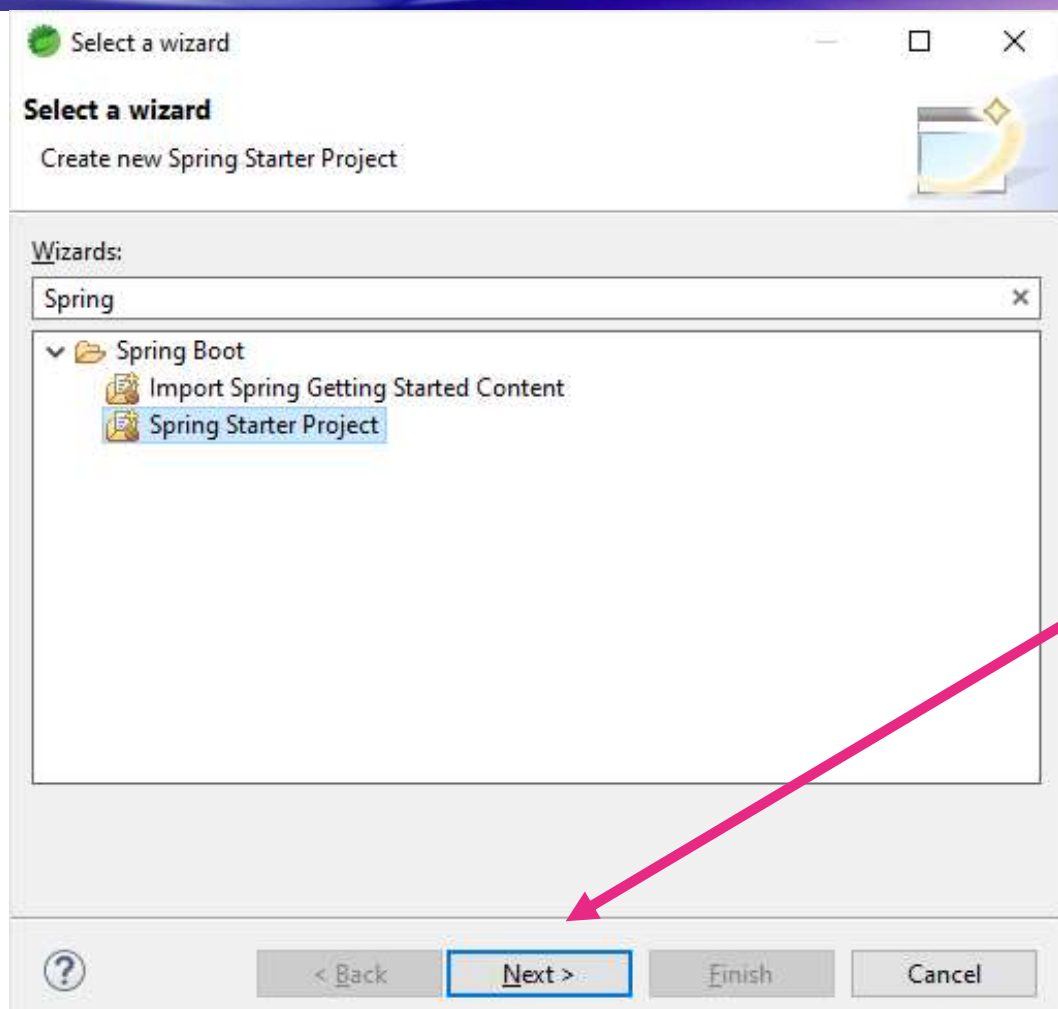 Select a wizard
Select a wizard
Create new Spring Starter Project
Wizards:
Spring
Spring Boot
Import Spring Getting Started Content
Spring Starter Project
? < Back Next > Finish Cancel